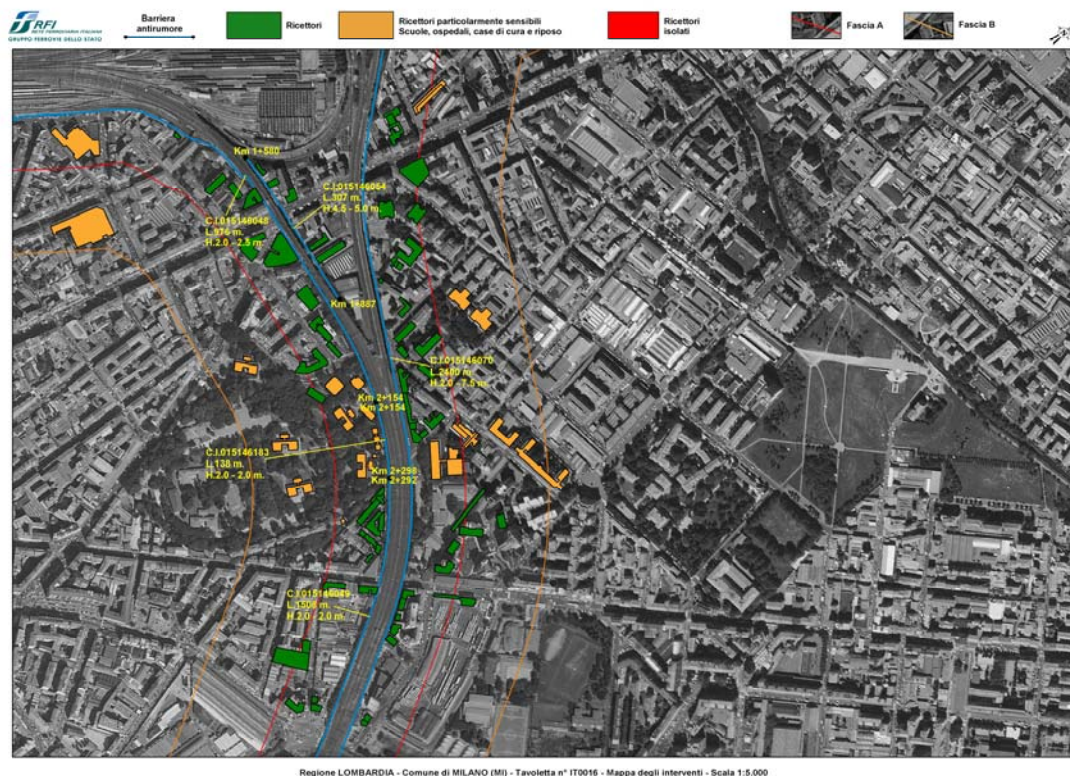 RFI
RETE FERROVIARIA ITALIANA
GRUPPO FERROVIE DELLO STATO
Barriera
antirumore
Ricettori
Ricettori particolarmente sensibili
Scuole, ospedali, case di cura e riposo
Ricettori
isolati
Fascia A
Fascia B
Km 1+580
C.I.015146064
L.307 m.
H.4.5 - 5.0 m.
C.I.015146048
L.976 m.
H.2.0 - 2.5 m.
Km 1+887
C.I.015146070
L.2400 m.
H.2.0 - 7.5 m.
Km 2+154
Km 2+154
C.I.015146183
L.138 m.
H.2.0 - 2.0 m.
Km 2+298
Km 2+292
C.I.015146049
L.1508 m.
H.2.0 - 2.0 m.
Regione LOMBARDIA - Comune di MILANO (MI) - Tavoletta n° IT0016 - Mappa degli interventi - Scala 1:5.000